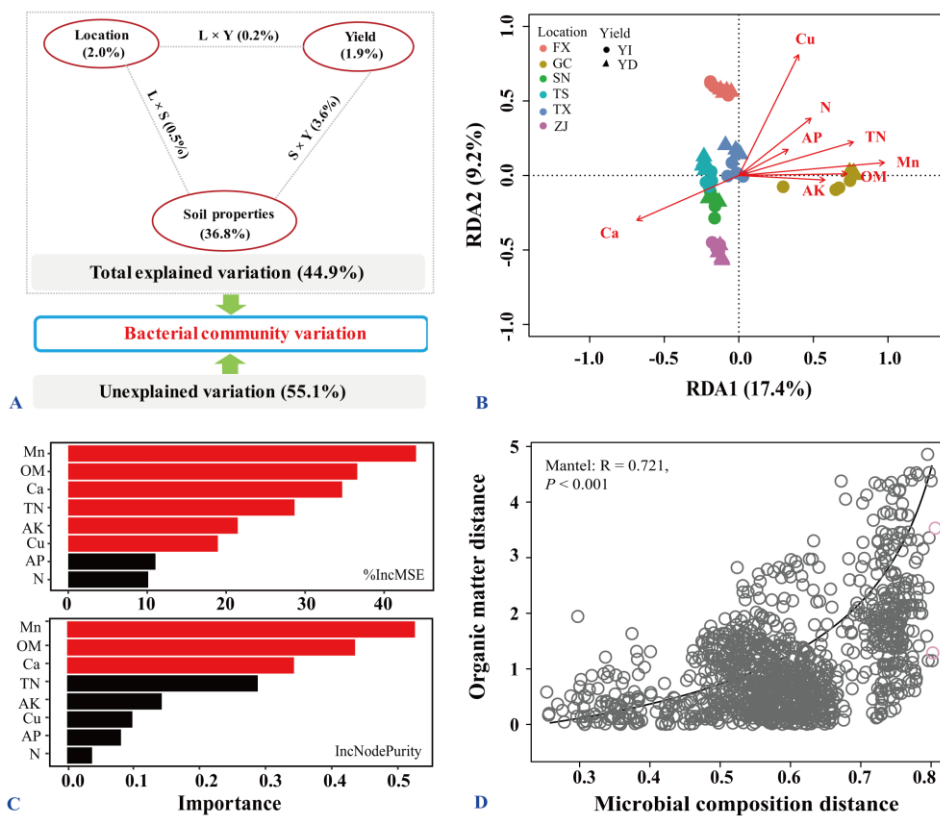 Location
(2.0%)
L × Y (0.2%)
Yield
(1.9%)
L × S (0.5%)
S × Y (3.6%)
Soil properties
(36.8%)
Total explained variation (44.9%)
Bacterial community variation
Unexplained variation (55.1%)
A
Location
FX
GC
SN
TS
TX
ZJ
Yield
YI
YD
Cu
N
AP
TN
Mn
OM
AK
Ca
1.0
0.5
0.0
-0.5
-1.0
RDA2 (9.2%)
-1.0
-0.5
0.0
0.5
1.0
RDA1 (17.4%)
B
Mn
OM
Ca
TN
AK
Cu
AP
N
%IncMSE
0
10
20
30
40
Mn
OM
Ca
TN
AK
Cu
AP
N
IncNodePurity
0.0
0.1
0.2
0.3
0.4
0.5
Importance
C
Mantel: R = 0.721,
P < 0.001
5
4
3
2
1
0
Organic matter distance
0.3
0.4
0.5
0.6
0.7
0.8
Microbial composition distance
D